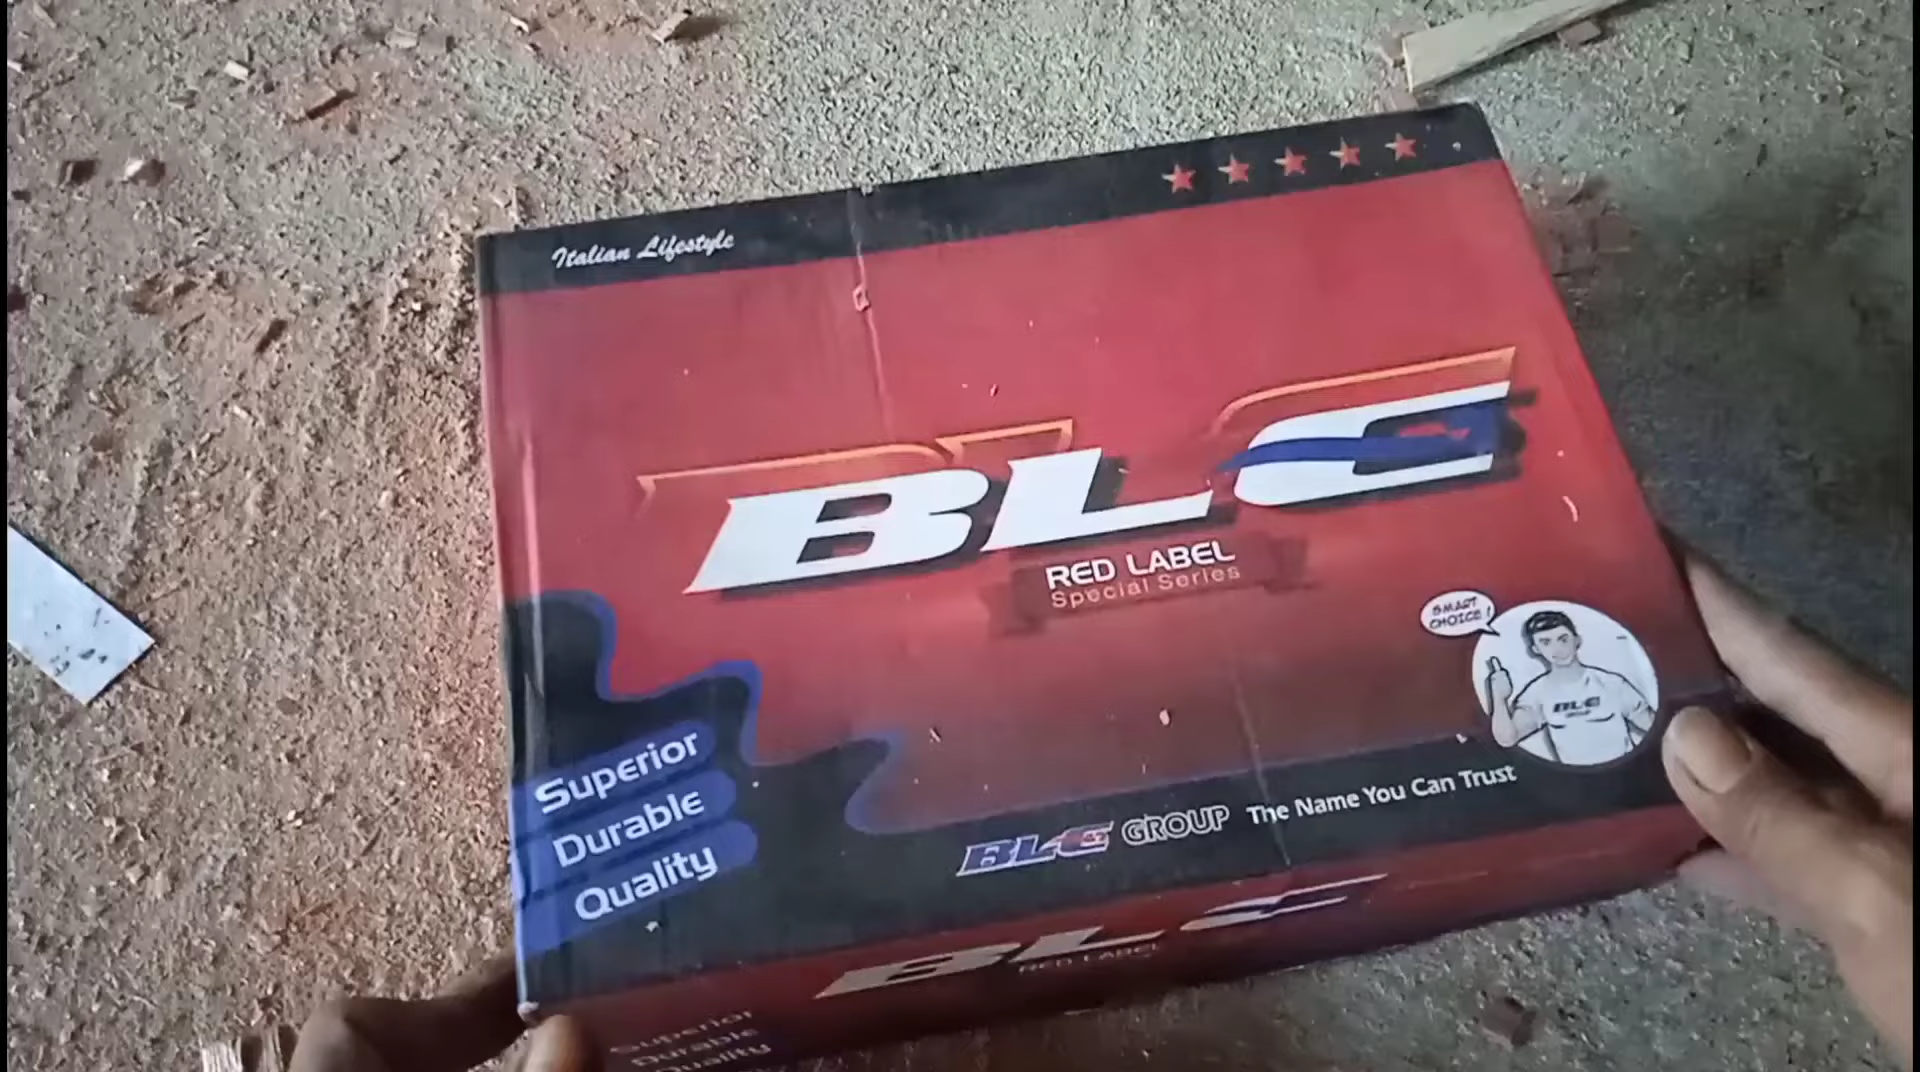 Italian Lifestyle
BLC
RED LABEL
Special Series
SMART
CHOICE !
BLC
Superior
Durable
Quality
BLC GROUP The Name You Can Trust
BLC
RED LABEL
Superior
Durable
Quality